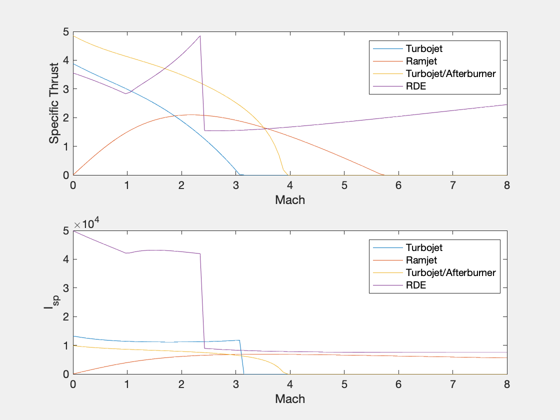 5
4
3
2
1
0
Specific Thrust
Turbojet
Ramjet
Turbojet/Afterburner
RDE
0 1 2 3 4 5 6 7 8
Mach
×10⁴
5
4
3
2
1
0
I_sp
Turbojet
Ramjet
Turbojet/Afterburner
RDE
0 1 2 3 4 5 6 7 8
Mach